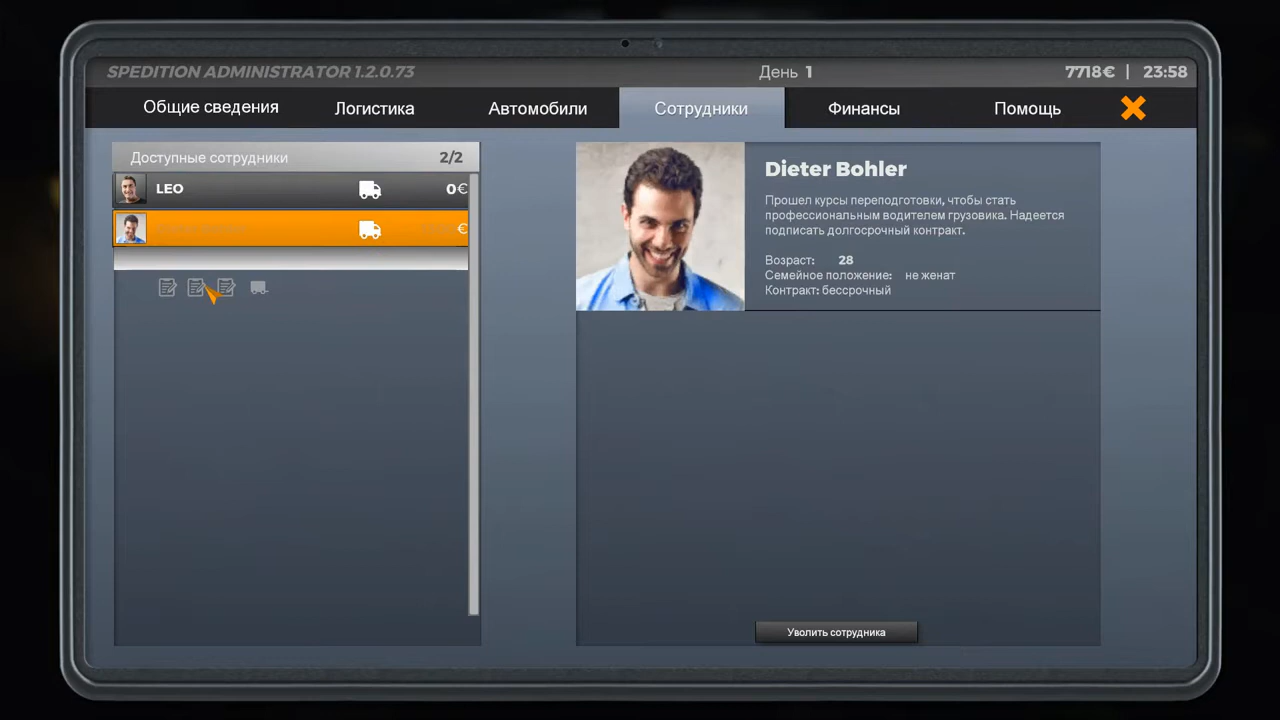 SPEDITION ADMINISTRATOR 1.2.0.73
День 1
7718€ | 23:58
Общие сведения
Логистика
Автомобили
Сотрудники
Финансы
Помощь
Доступные сотрудники 2/2
LEO 0€
€
Dieter Bohler
Прошел курсы переподготовки, чтобы стать
профессиональным водителем грузовика. Надеется
подписать долгосрочный контракт.
Возраст: 28
Семейное положение: не женат
Контракт: бессрочный
Уволить сотрудника